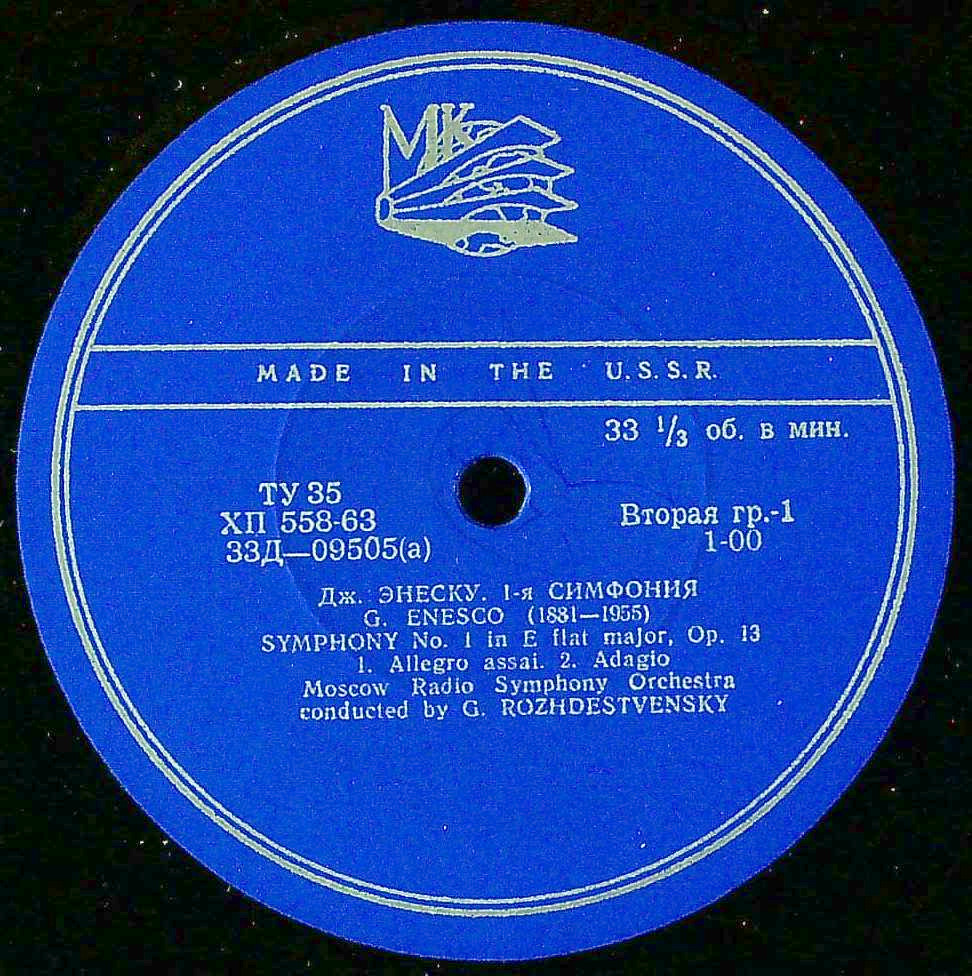 МК
MADE IN THE U.S.S.R.
33 1/3 об. в мин.
ТУ 35
ХП 558-63
33Д—09505(а)
Вторая гр.-1
1-00
Дж. ЭНЕСКУ. 1-я СИМФОНИЯ
G. ENESCO (1881—1955)
SYMPHONY No. 1 in E flat major, Op. 13
1. Allegro assai. 2. Adagio
Moscow Radio Symphony Orchestra
conducted by G. ROZHDESTVENSKY